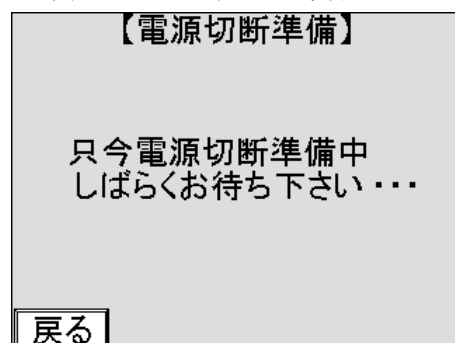 【電源切断準備】
只今電源切断準備中
しばらくお待ち下さい・・・
戻る